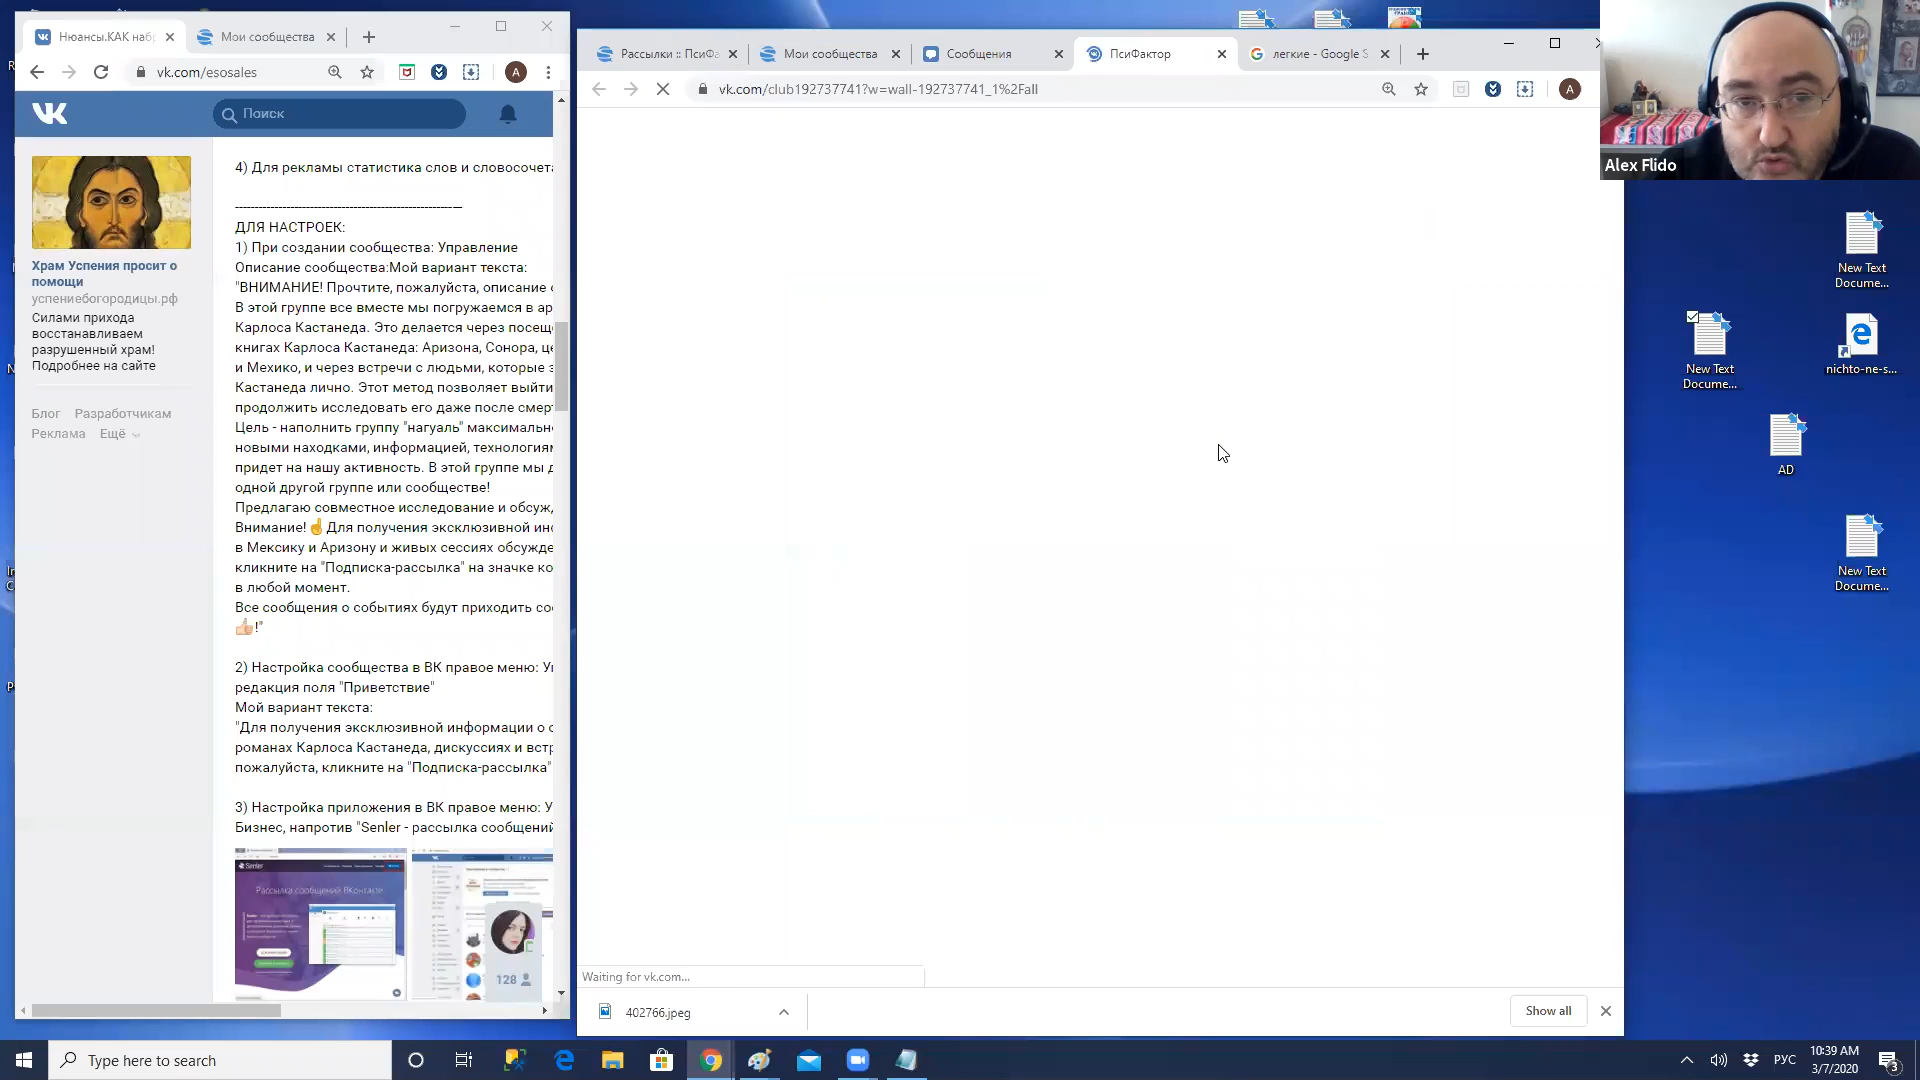 Нюансы.КАК наб
Мои сообщества
vk.com/esosales
Поиск
Храм Успения просит о
помощи
успениебогородицы.рф
Силами прихода
восстанавливаем
разрушенный храм!
Подробнее на сайте
Блог Разработчикам
Реклама Ещё
4) Для рекламы статистика слов и словосочета
---------------------------------------------------------
ДЛЯ НАСТРОЕК:
1) При создании сообщества: Управление
Описание сообщества:Мой вариант текста:
"ВНИМАНИЕ! Прочтите, пожалуйста, описание
В этой группе все вместе мы погружаемся в ар
Карлоса Кастанеда. Это делается через посещ
книгах Карлоса Кастанеда: Аризона, Сонора, це
и Мехико, и через встречи с людьми, которые з
Кастанеда лично. Этот метод позволяет выйти
продолжить исследовать его даже после смер
Цель - наполнить группу "нагуаль" максимальн
новыми находками, информацией, технология
придет на нашу активность. В этой группе мы д
одной другой группе или сообществе!
Предлагаю совместное исследование и обсуж
Внимание!☝Для получения эксклюзивной ин
в Мексику и Аризону и живых сессиях обсужде
кликните на "Подписка-рассылка" на значке ко
в любой момент.
Все сообщения о событиях будут приходить со
👍!"
2) Настройка сообщества в ВК правое меню: У
редакция поля "Приветствие"
Мой вариант текста:
"Для получения эксклюзивной информации о с
романах Карлоса Кастанеда, дискуссиях и вст
пожалуйста, кликните на "Подписка-рассылка"
3) Настройка приложения в ВК правое меню: У
Бизнес, напротив "Senler - рассылка сообщений
Senler
Рассылка сообщений ВКонтакте
128
Рассылки :: ПсиФа
Мои сообщества
Сообщения
ПсиФактор
легкие - Google S
vk.com/club192737741?w=wall-192737741_1%2Fall
A
A
Waiting for vk.com...
402766.jpeg
Show all
Alex Flido
New Text
Docume...
New Text
Docume...
nichto-ne-s...
AD
New Text
Docume...
Type here to search
РУС
10:39 AM
3/7/2020
3